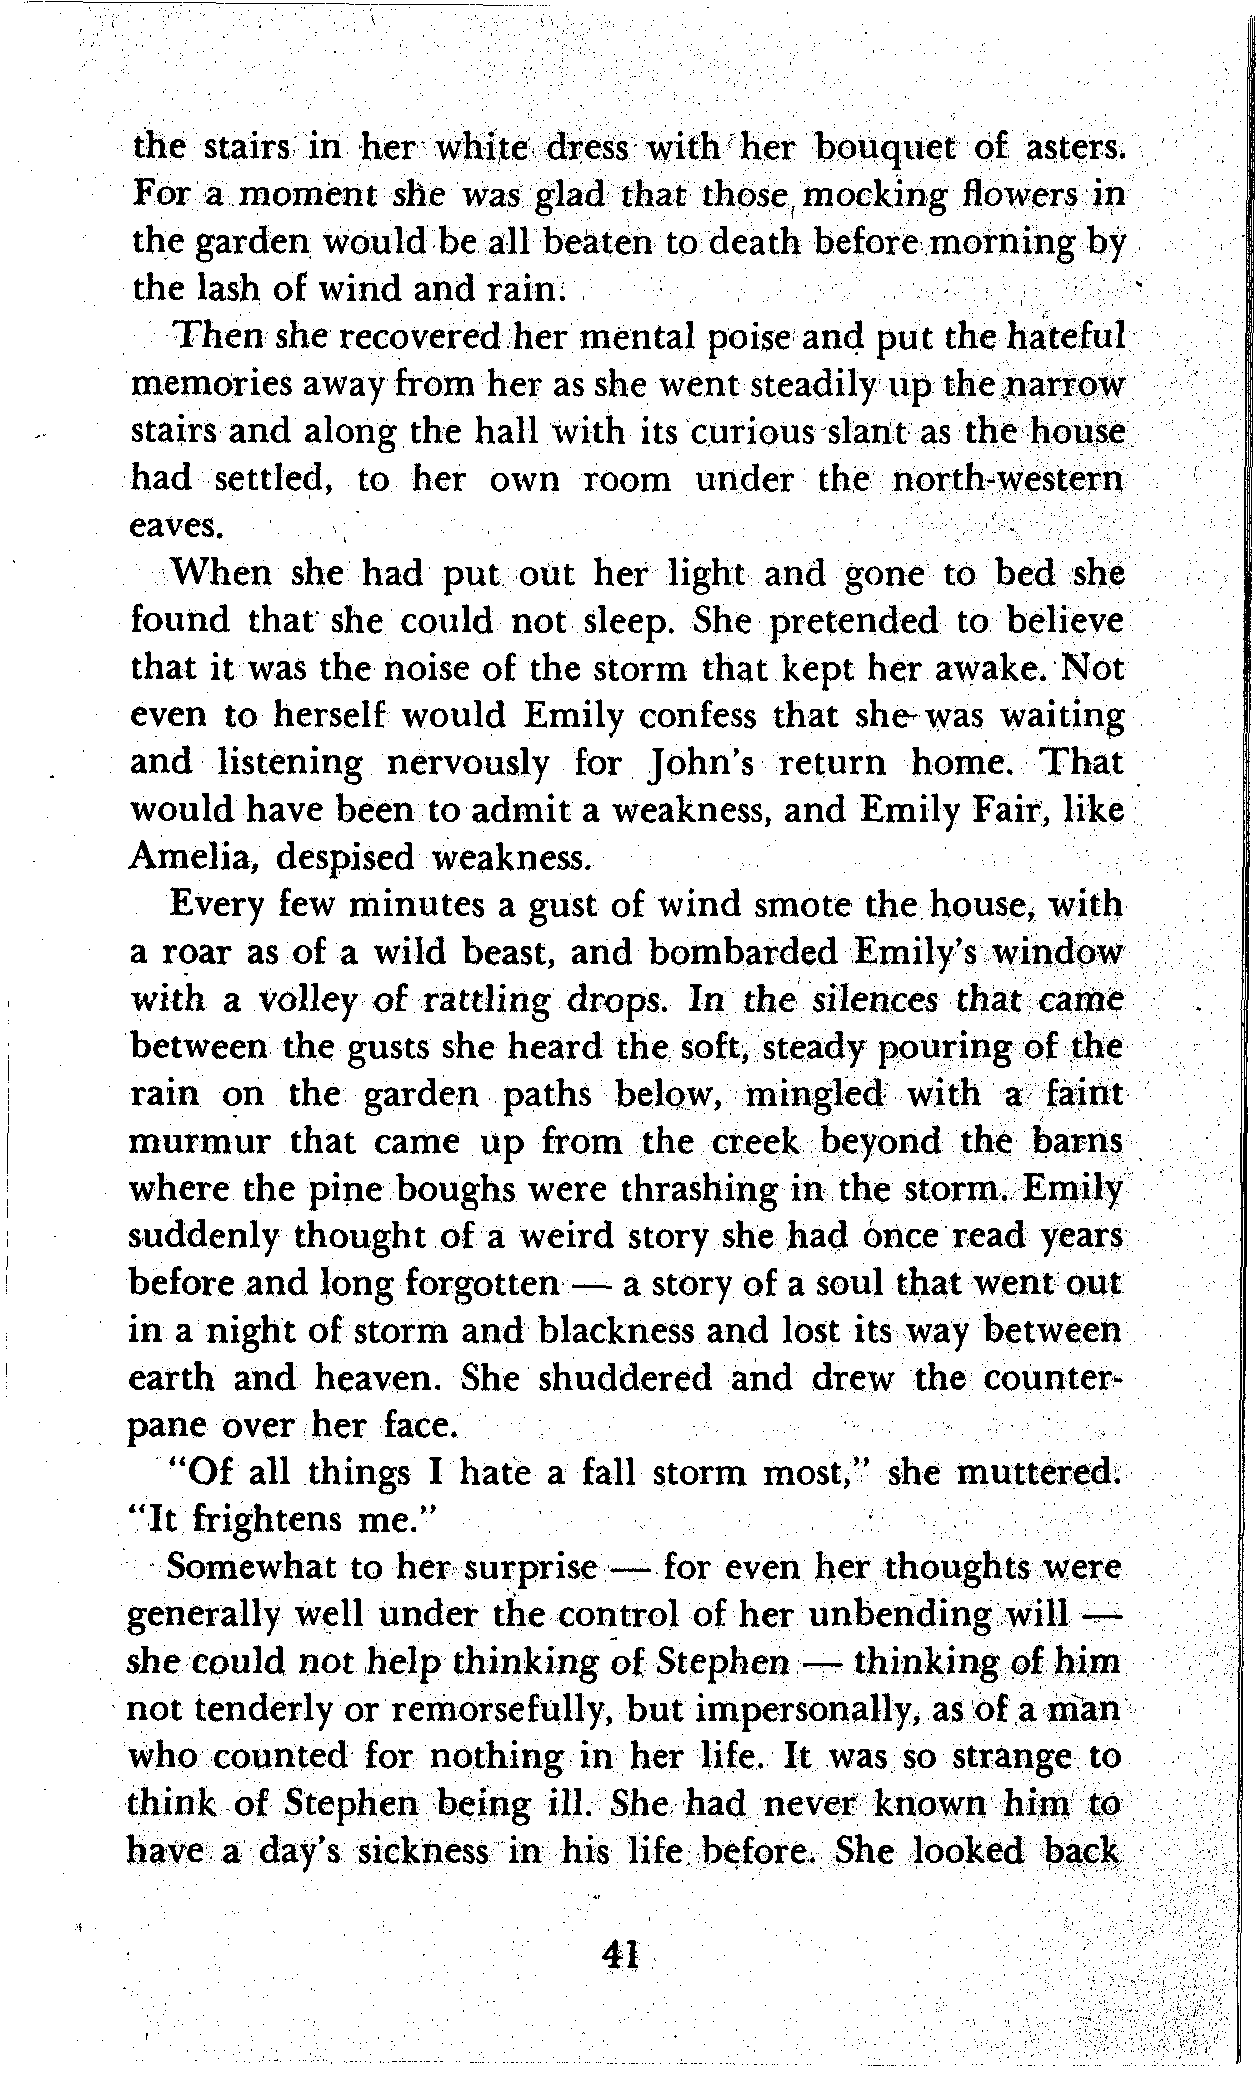 the stairs in her white dress with her bouquet of asters.
For a moment she was glad that those mocking flowers in
the garden would be all beaten to death before morning by
the lash of wind and rain.
Then she recovered her mental poise and put the hateful
memories away from her as she went steadily up the narrow
stairs and along the hall with its curious slant as the house
had settled, to her own room under the north-western
eaves.
When she had put out her light and gone to bed she
found that she could not sleep. She pretended to believe
that it was the noise of the storm that kept her awake. Not
even to herself would Emily confess that she was waiting
and listening nervously for John's return home. That
would have been to admit a weakness, and Emily Fair, like
Amelia, despised weakness.
Every few minutes a gust of wind smote the house, with
a roar as of a wild beast, and bombarded Emily's window
with a volley of rattling drops. In the silences that came
between the gusts she heard the soft, steady pouring of the
rain on the garden paths below, mingled with a faint
murmur that came up from the creek beyond the barns
where the pine boughs were thrashing in the storm. Emily
suddenly thought of a weird story she had once read years
before and long forgotten — a story of a soul that went out
in a night of storm and blackness and lost its way between
earth and heaven. She shuddered and drew the counter-
pane over her face.
"Of all things I hate a fall storm most," she muttered.
"It frightens me."
Somewhat to her surprise — for even her thoughts were
generally well under the control of her unbending will —
she could not help thinking of Stephen — thinking of him
not tenderly or remorsefully, but impersonally, as of a man
who counted for nothing in her life. It was so strange to
think of Stephen being ill. She had never known him to
have a day's sickness in his life before. She looked back
41